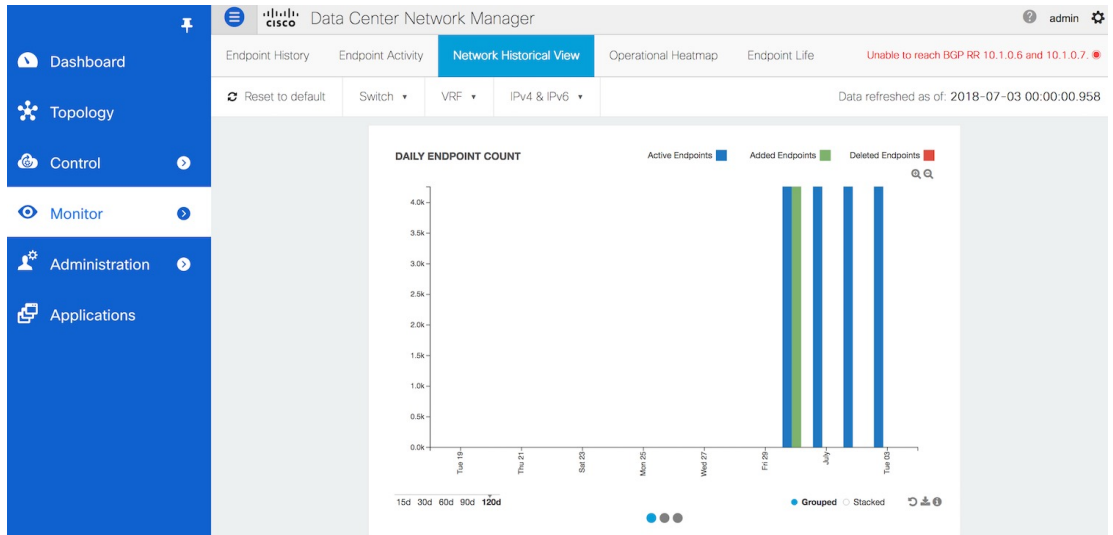 cisco Data Center Network Manager
admin
Dashboard
Topology
Control
Monitor
Administration
Applications
Endpoint History
Endpoint Activity
Network Historical View
Operational Heatmap
Endpoint Life
Unable to reach BGP RR 10.1.0.6 and 10.1.0.7.
Reset to default
Switch
VRF
IPv4 & IPv6
Data refreshed as of: 2018-07-03 00:00:00.958
DAILY ENDPOINT COUNT
Active Endpoints
Added Endpoints
Deleted Endpoints
4.0k
3.5k
3.0k
2.5k
2.0k
1.5k
1.0k
0.5k
0.0k
Tue 19
Thu 21
Sat 23
Mon 25
Wed 27
Fri 29
July
Tue 03
15d 30d 60d 90d 120d
Grouped
Stacked